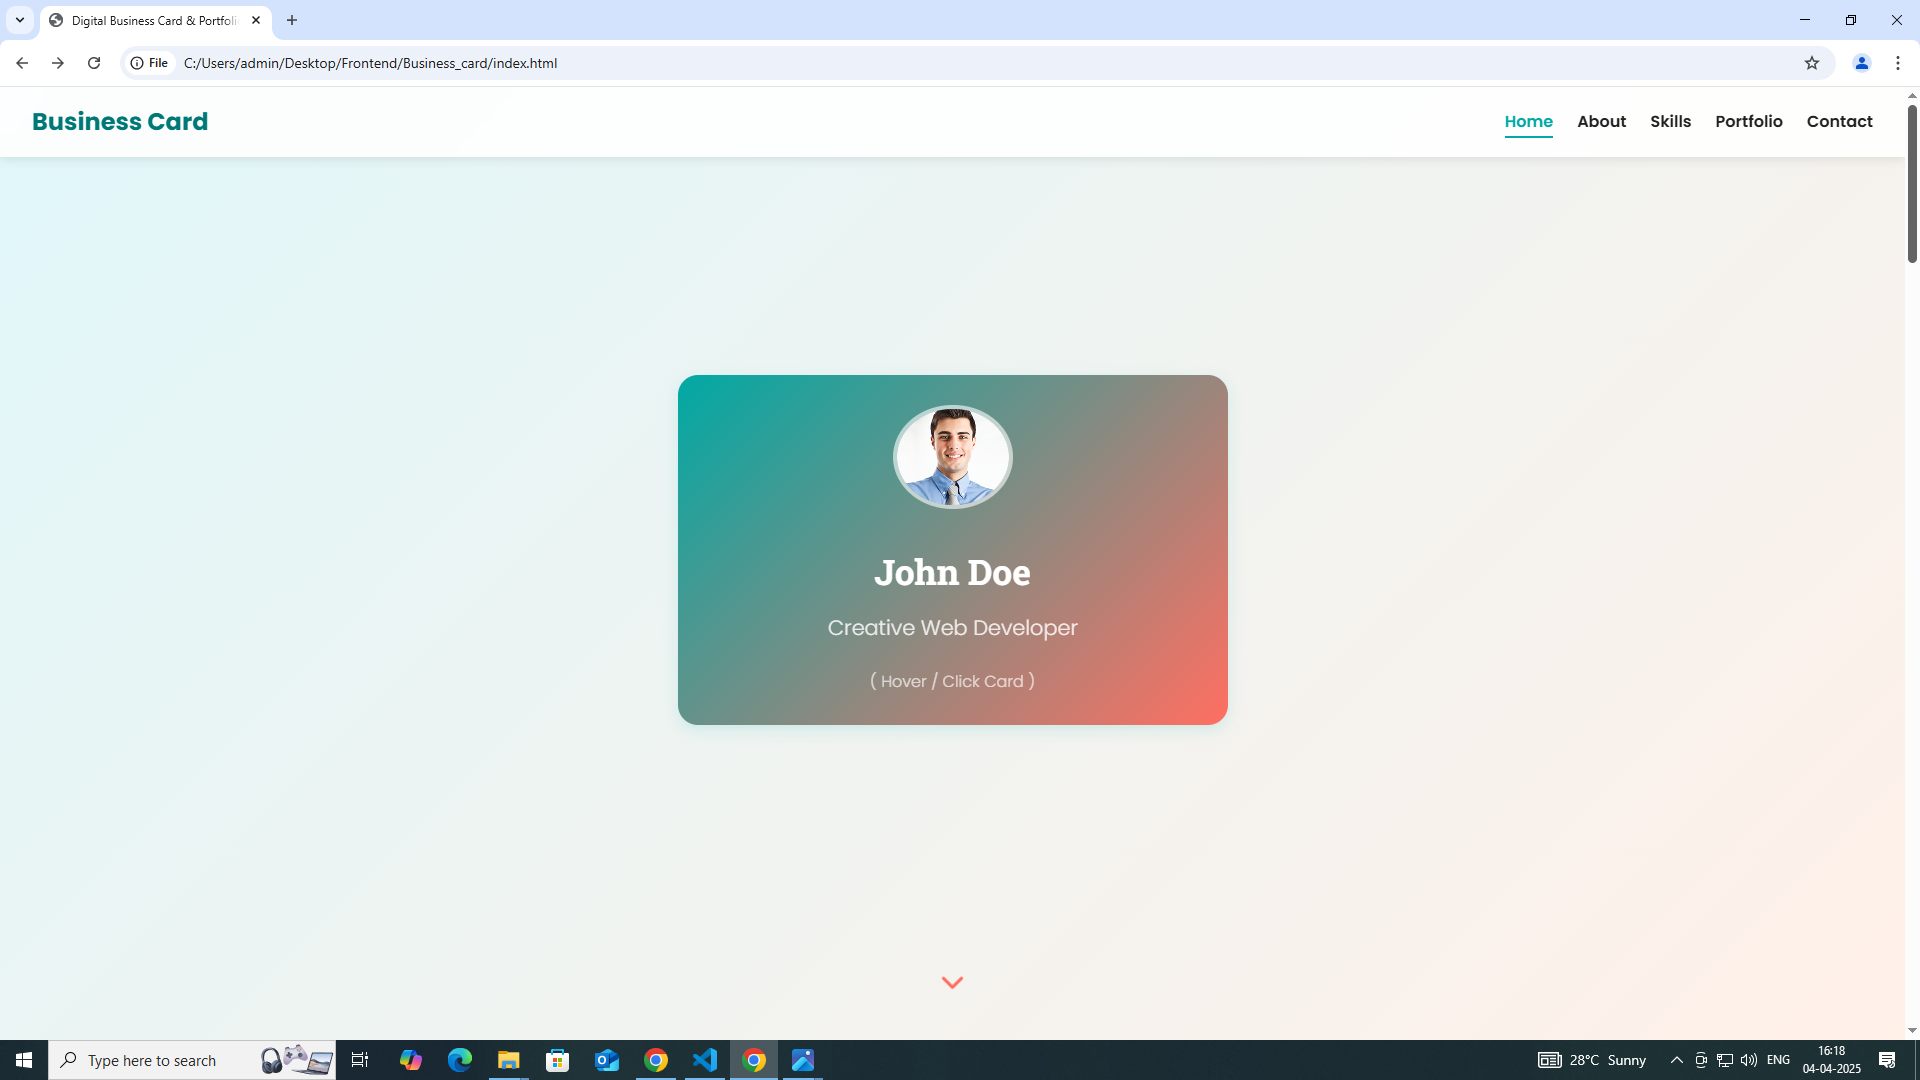 Digital Business Card & Portfoli
File C:/Users/admin/Desktop/Frontend/Business_card/index.html
Business Card
Home About Skills Portfolio Contact
John Doe
Creative Web Developer
( Hover / Click Card )
Type here to search
28°C Sunny
ENG
16:18
04-04-2025